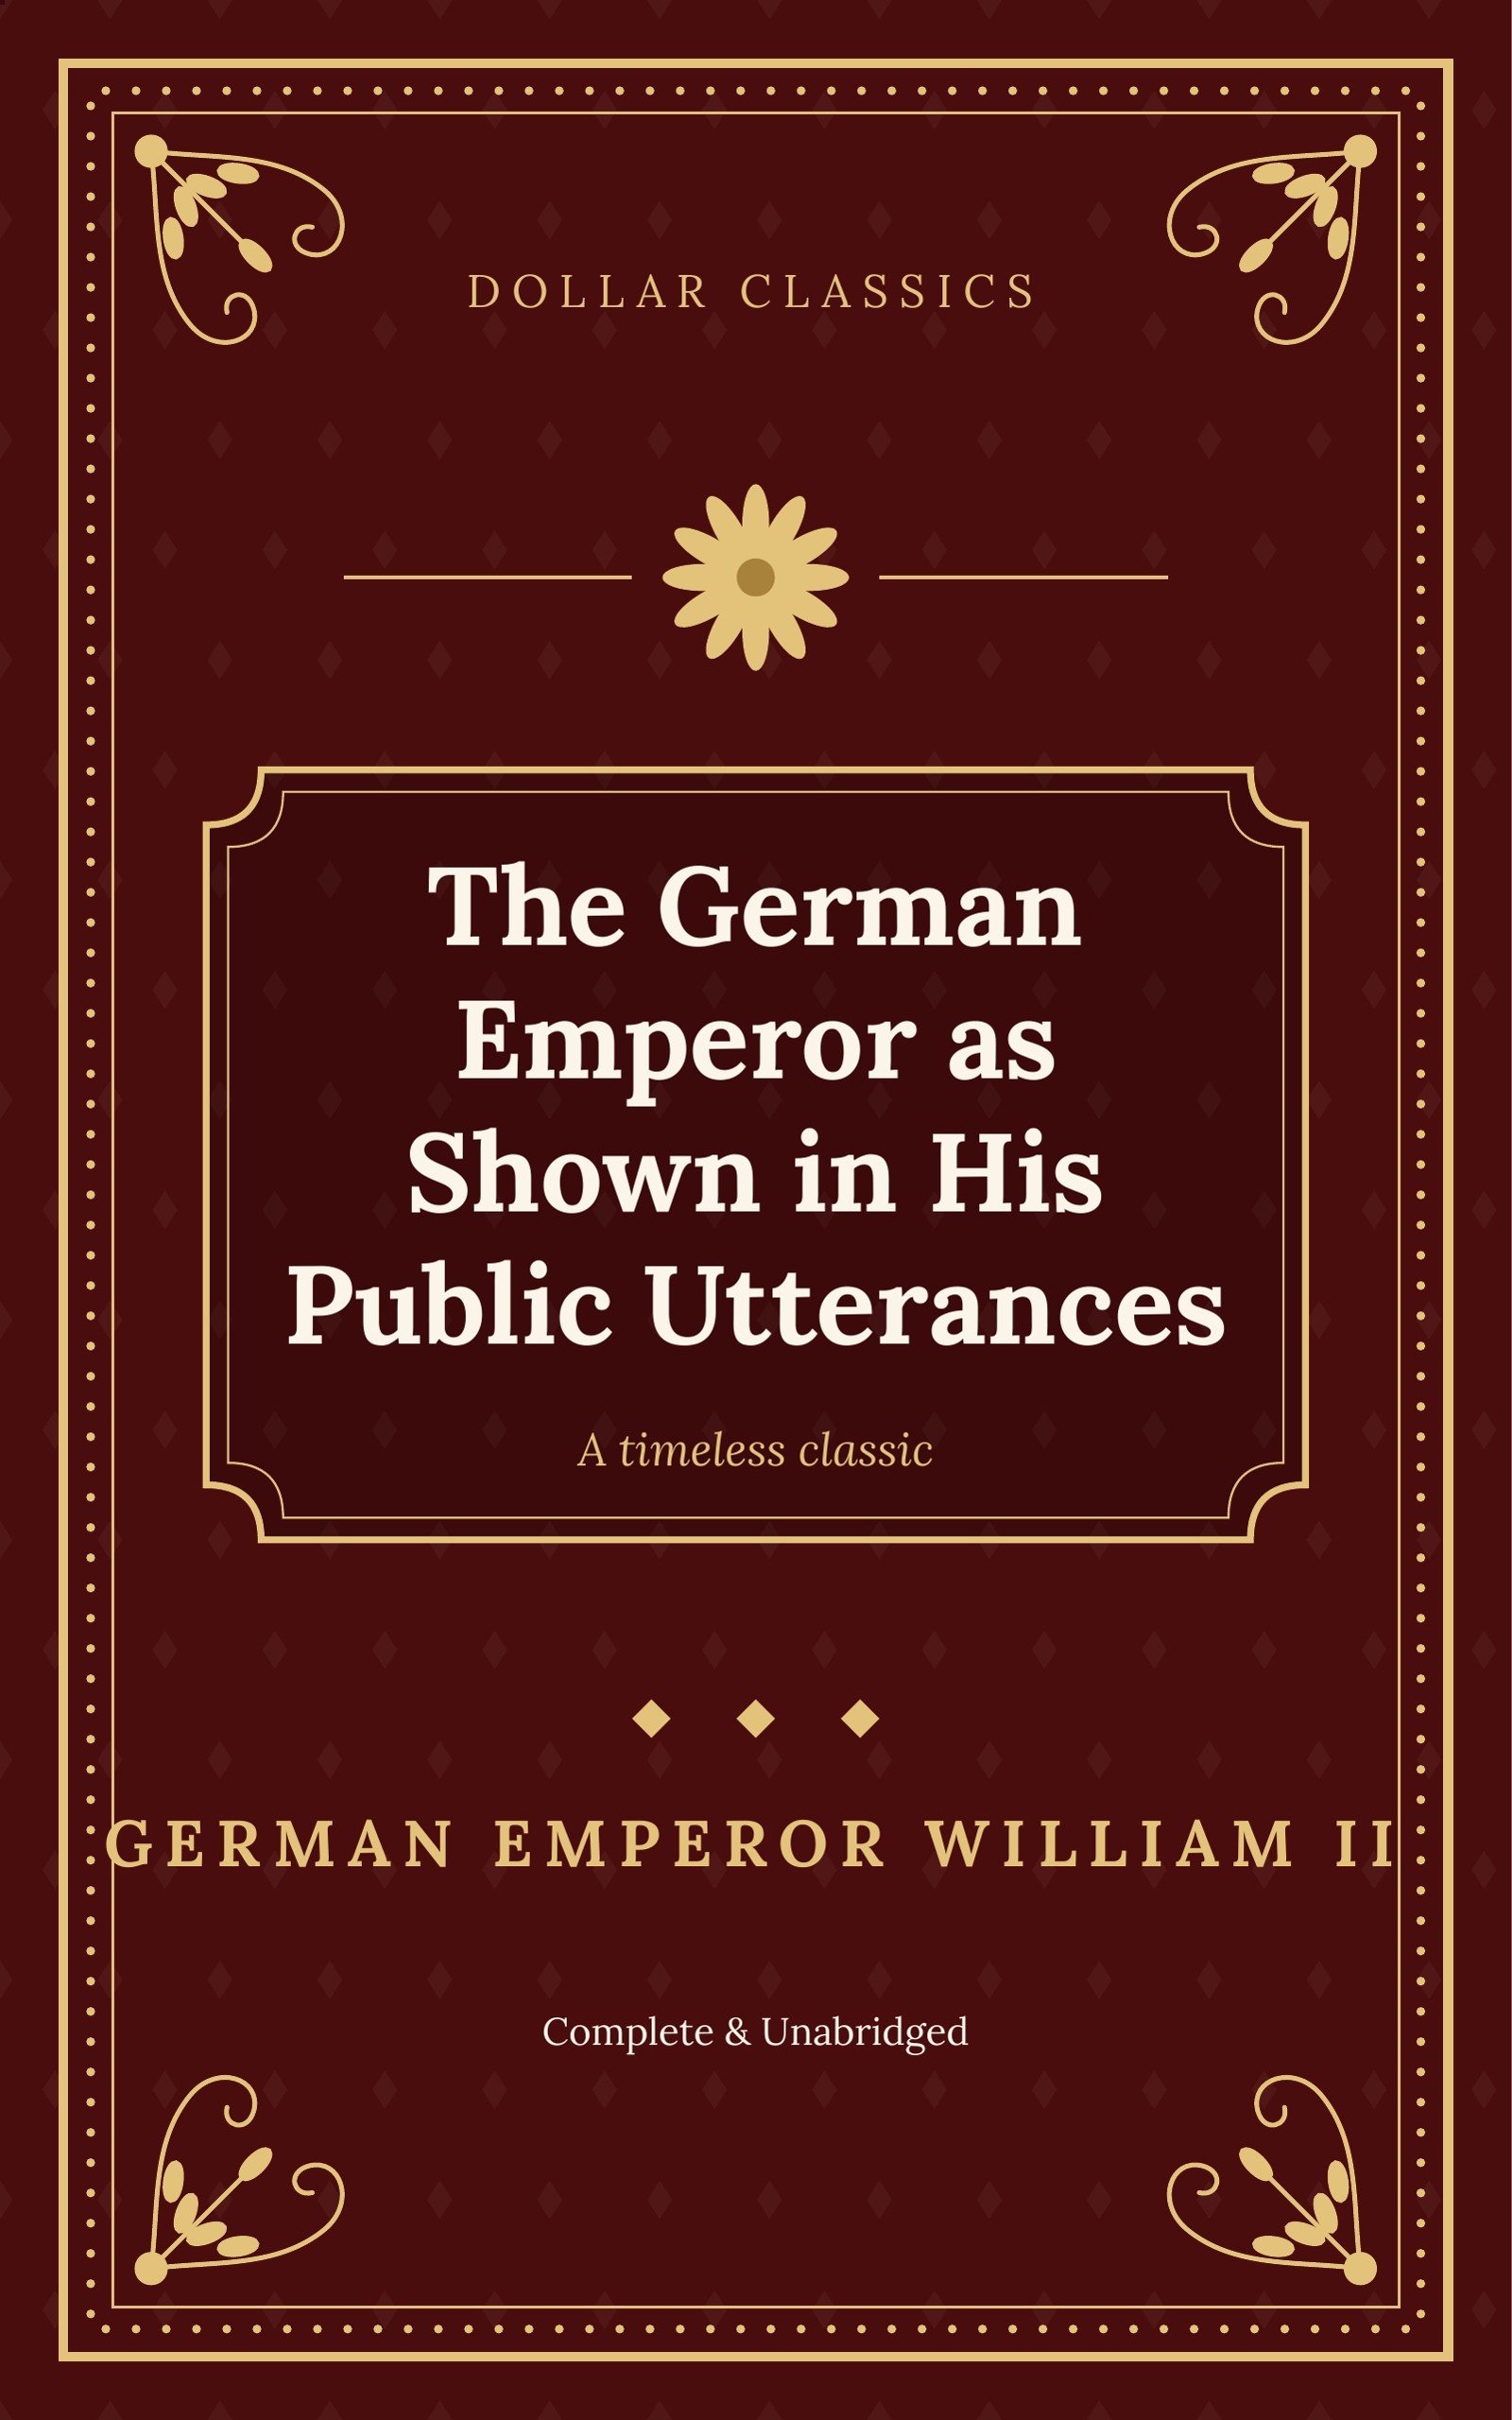 DOLLAR CLASSICS
The German
Emperor as
Shown in His
Public Utterances
A timeless classic
GERMAN EMPEROR WILLIAM II
Complete & Unabridged